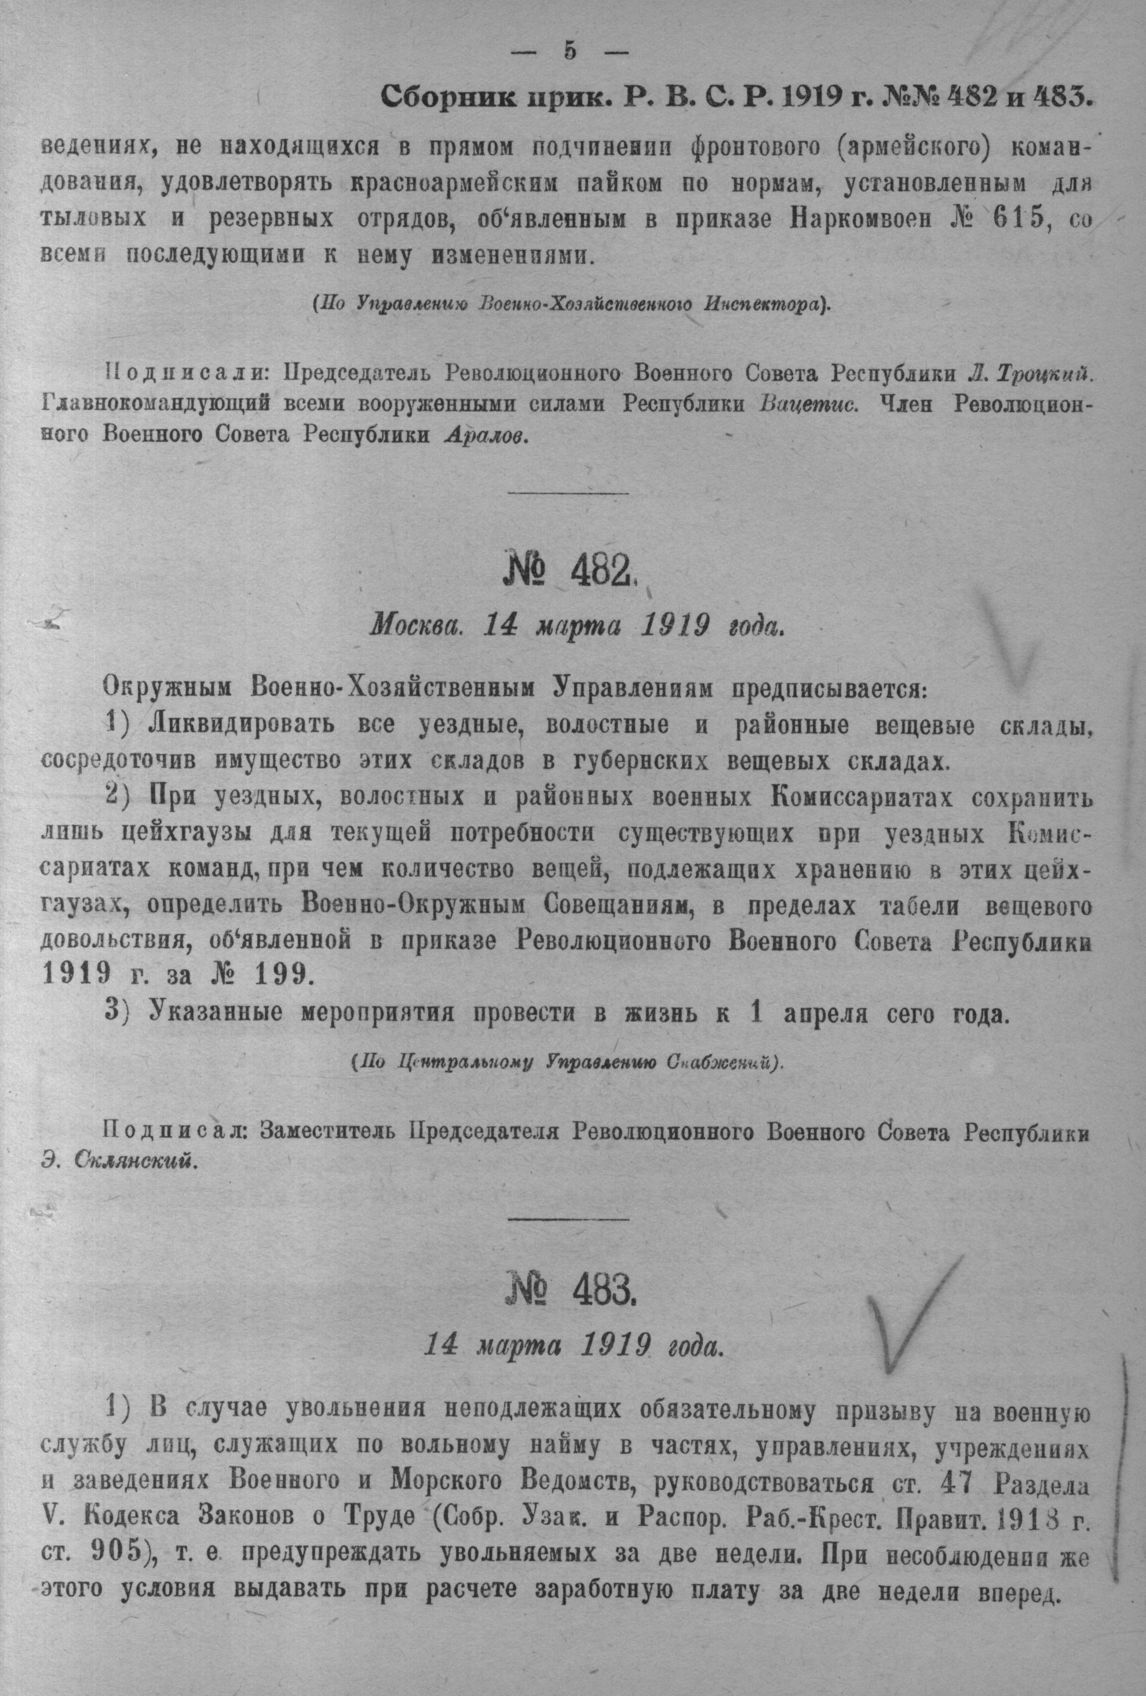 — 5 —
Сборник прик. Р. В. С. Р. 1919 г. №№ 482 и 483.
ведениях, не находящихся в прямом подчинении фронтового (армейского) коман-
дования, удовлетворять красноармейским пайком по нормам, установленным для
тыловых и резервных отрядов, об‘явленным в приказе Наркомвоен № 615, со
всеми последующими к нему изменениями.
(По Управлению Военно-Хозяйственного Инспектора).
Подписали: Председатель Революционного Военного Совета Республики Л. Троцкий.
Главнокомандующий всеми вооруженными силами Республики Вацетис. Член Революцион-
ного Военного Совета Республики Аралов.
№ 482.
Москва. 14 марта 1919 года.
Окружным Военно-Хозяйственным Управлениям предписывается:
1) Ликвидировать все уездные, волостные и районные вещевые склады,
сосредоточив имущество этих складов в губернских вещевых складах.
2) При уездных, волостных и районных военных Комиссариатах сохранить
лишь цейхгаузы для текущей потребности существующих при уездных Комис-
сариатах команд, при чем количество вещей, подлежащих хранению в этих цейх-
гаузах, определить Военно-Окружным Совещаниям, в пределах табели вещевого
довольствия, об‘явленной в приказе Революционного Военного Совета Республики
1919 г. за № 199.
3) Указанные мероприятия провести в жизнь к 1 апреля сего года.
(По Центральному Управлению Снабжений).
Подписал: Заместитель Председателя Революционного Военного Совета Республики
Э. Склянский.
№ 483.
14 марта 1919 года.
1) В случае увольнения неподлежащих обязательному призыву на военную
службу лиц, служащих по вольному найму в частях, управлениях, учреждениях
и заведениях Военного и Морского Ведомств, руководствоваться ст. 47 Раздела
V. Кодекса Законов о Труде (Собр. Узак. и Распор. Раб.-Крест. Правит. 1918 г.
ст. 905), т. е. предупреждать увольняемых за две недели. При несоблюдении же
этого условия выдавать при расчете заработную плату за две недели вперед.